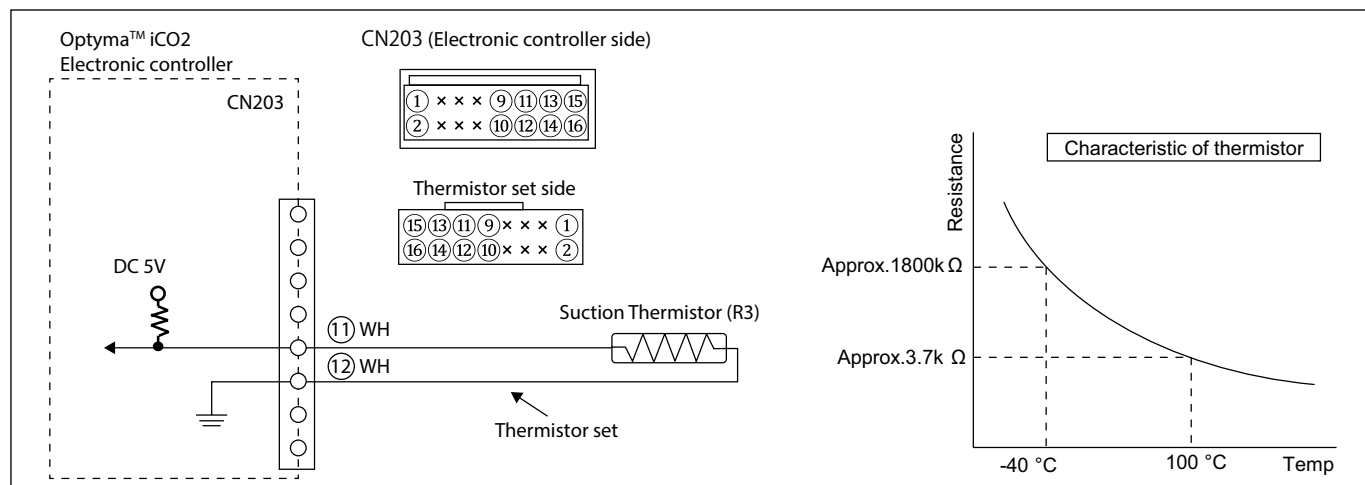 Optyma™ iCO2
Electronic controller
CN203
CN203 (Electronic controller side)
① × × × ⑨ ⑪ ⑬ ⑮
② × × × ⑩ ⑫ ⑭ ⑯
Thermistor set side
⑮ ⑬ ⑪ ⑨ × × × ①
⑯ ⑭ ⑫ ⑩ × × × ②
DC 5V
⑪ WH
⑫ WH
Suction Thermistor (R3)
Thermistor set
Characteristic of thermistor
Resistance
Approx.1800k Ω
Approx.3.7k Ω
-40 °C
100 °C
Temp